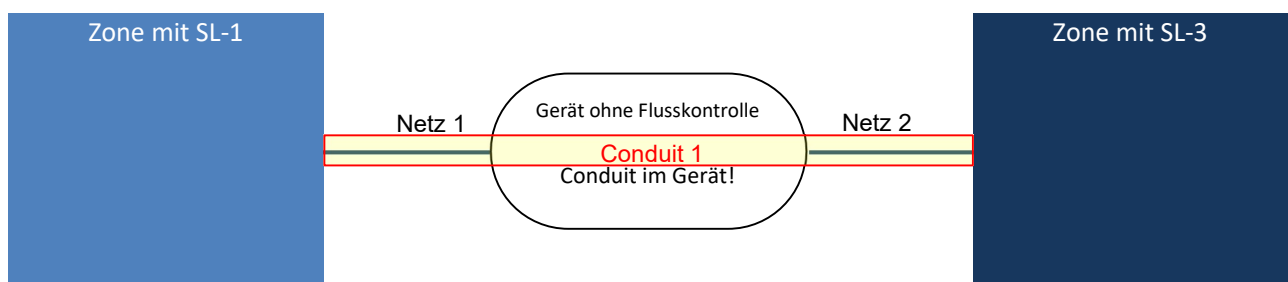 Zone mit SL-1
Zone mit SL-3
Gerät ohne Flusskontrolle
Netz 1
Netz 2
Conduit 1
Conduit im Gerät!